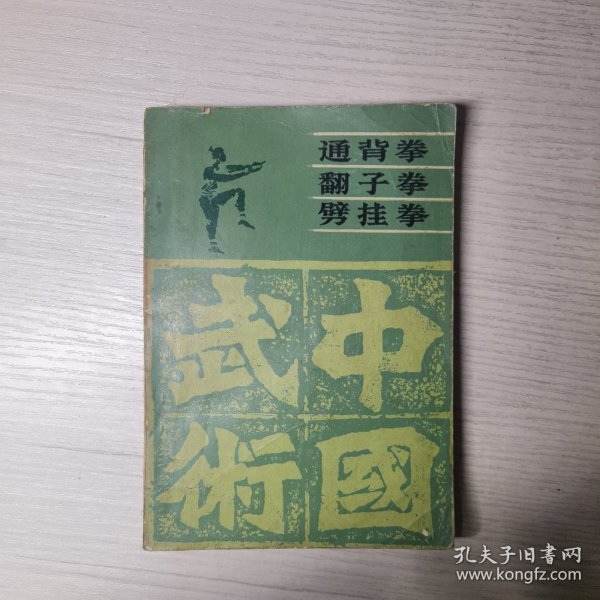 通背拳
翻子拳
劈挂拳
中國
武術
孔夫子旧书网
www.kongfz.com